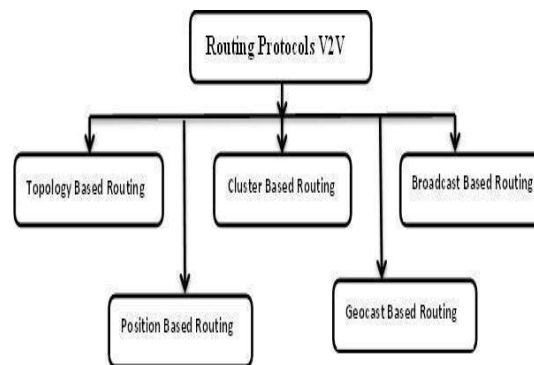 Routing Protocols V2V
Topology Based Routing
Cluster Based Routing
Broadcast Based Routing
Position Based Routing
Geocast Based Routing